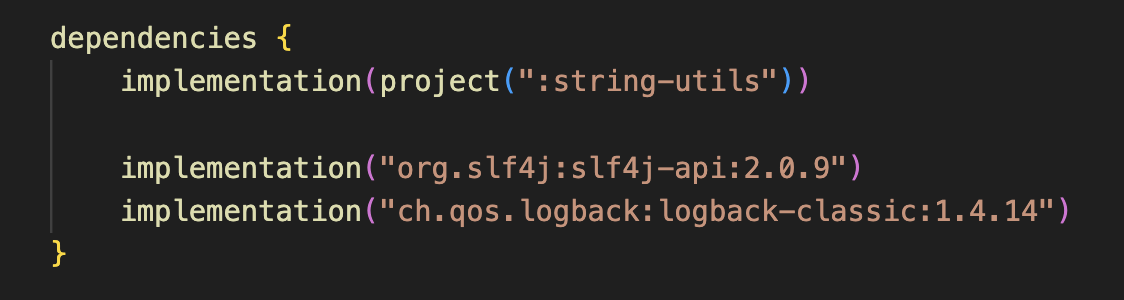 dependencies {
    implementation(project(":string-utils"))

    implementation("org.slf4j:slf4j-api:2.0.9")
    implementation("ch.qos.logback:logback-classic:1.4.14")
}